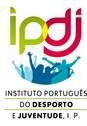 ipdj
INSTITUTO PORTUGUÊS
DO DESPORTO
E JUVENTUDE, I. P.